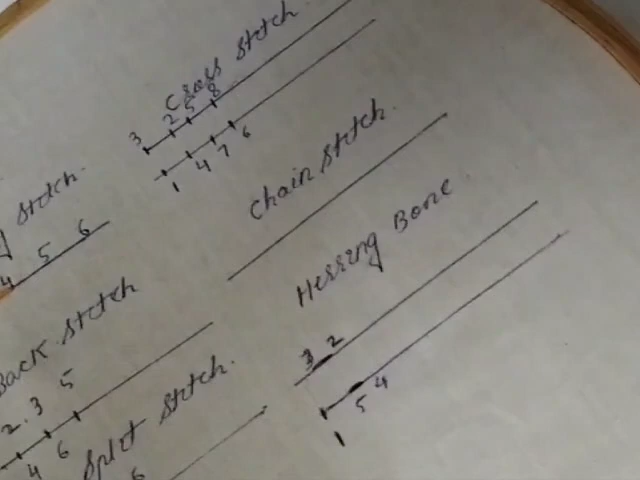 Cross Stitch.
3 2 5 8
1 4 7 6
Stitch.
4 5 6
Chain Stitch.
Herring Bone.
3 2
1 5 4
Back Stitch
2. 3 5
4 6
Split Stitch.
6